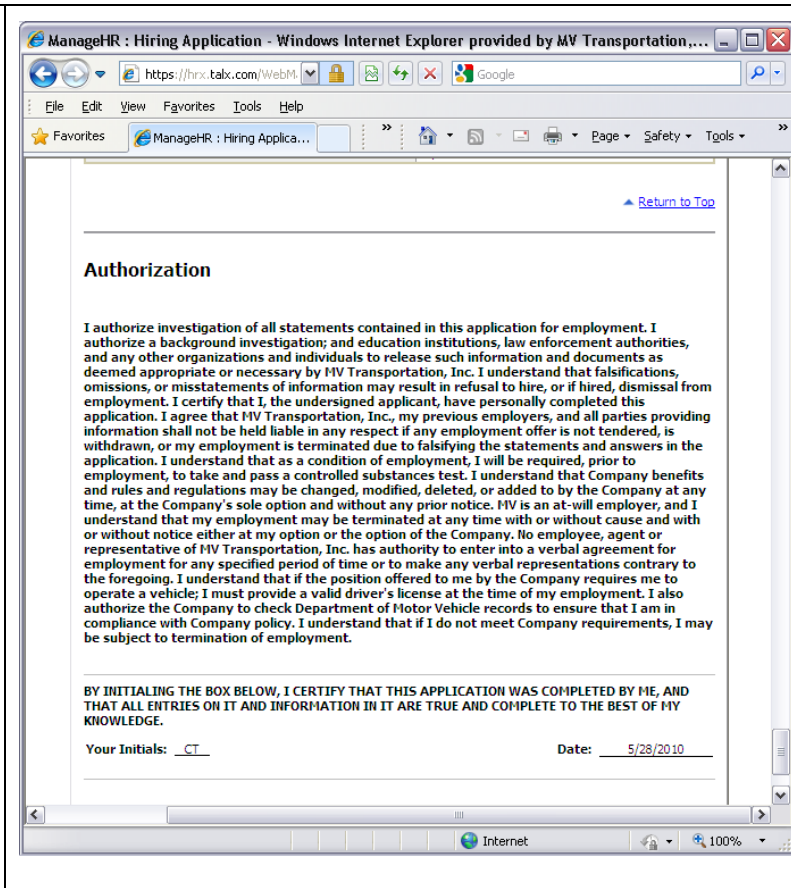 ManageHR : Hiring Application - Windows Internet Explorer provided by MV Transportation,...
https://hrx.talx.com/WebM
Google
File Edit View Favorites Tools Help
Favorites ManageHR : Hiring Applica... » Page Safety Tools »
Return to Top
Authorization
I authorize investigation of all statements contained in this application for employment. I
authorize a background investigation; and education institutions, law enforcement authorities,
and any other organizations and individuals to release such information and documents as
deemed appropriate or necessary by MV Transportation, Inc. I understand that falsifications,
omissions, or misstatements of information may result in refusal to hire, or if hired, dismissal from
employment. I certify that I, the undersigned applicant, have personally completed this
application. I agree that MV Transportation, Inc., my previous employers, and all parties providing
information shall not be held liable in any respect if any employment offer is not tendered, is
withdrawn, or my employment is terminated due to falsifying the statements and answers in the
application. I understand that as a condition of employment, I will be required, prior to
employment, to take and pass a controlled substances test. I understand that Company benefits
and rules and regulations may be changed, modified, deleted, or added to by the Company at any
time, at the Company's sole option and without any prior notice. MV is an at-will employer, and I
understand that my employment may be terminated at any time with or without cause and with
or without notice either at my option or the option of the Company. No employee, agent or
representative of MV Transportation, Inc. has authority to enter into a verbal agreement for
employment for any specified period of time or to make any verbal representations contrary to
the foregoing. I understand that if the position offered to me by the Company requires me to
operate a vehicle; I must provide a valid driver's license at the time of my employment. I also
authorize the Company to check Department of Motor Vehicle records to ensure that I am in
compliance with Company policy. I understand that if I do not meet Company requirements, I may
be subject to termination of employment.
BY INITIALING THE BOX BELOW, I CERTIFY THAT THIS APPLICATION WAS COMPLETED BY ME, AND
THAT ALL ENTRIES ON IT AND INFORMATION IN IT ARE TRUE AND COMPLETE TO THE BEST OF MY
KNOWLEDGE.
Your Initials: CT Date: 5/28/2010
Internet 100%